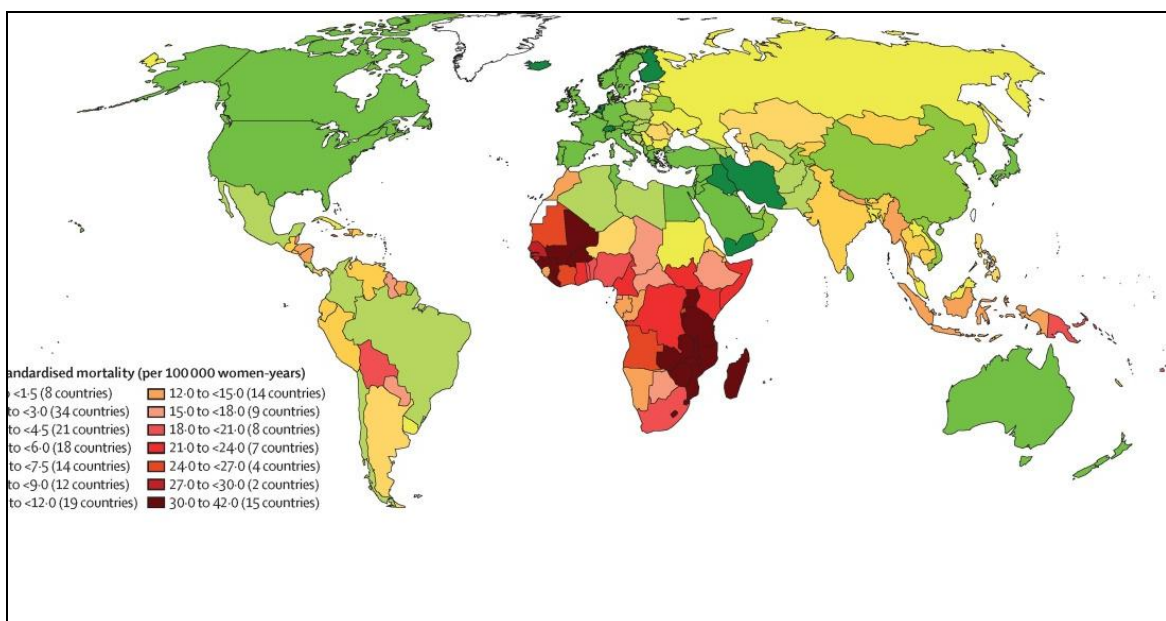 andardised mortality (per 100 000 women-years)
<1·5 (8 countries)
to <3·0 (34 countries)
to <4·5 (21 countries)
to <6·0 (18 countries)
to <7·5 (14 countries)
to <9·0 (12 countries)
to <12·0 (19 countries)
12·0 to <15·0 (14 countries)
15·0 to <18·0 (9 countries)
18·0 to <21·0 (8 countries)
21·0 to <24·0 (7 countries)
24·0 to <27·0 (4 countries)
27·0 to <30·0 (2 countries)
30·0 to 42·0 (15 countries)